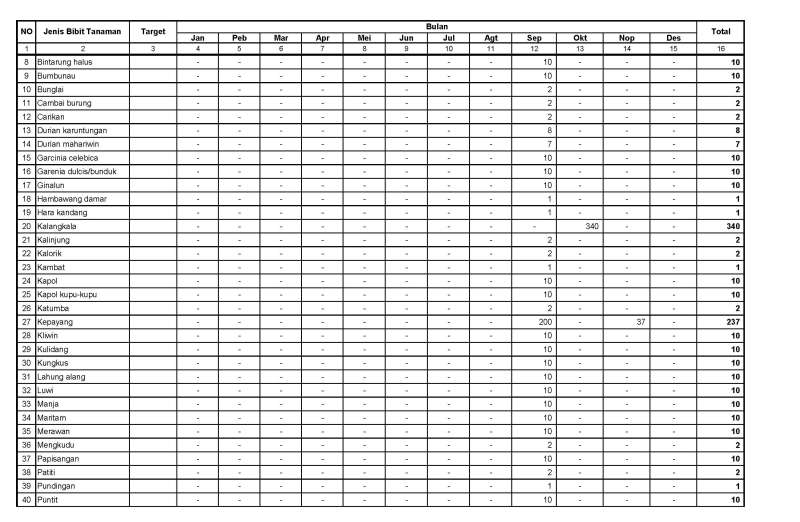 NO Jenis Bibit Tanaman Target Bulan Total
Jan Peb Mar Apr Mei Jun Jul Agt Sep Okt Nop Des
1 2 3 4 5 6 7 8 9 10 11 12 13 14 15 16
8 Bintarung halus - - - - - - - - 10 - - - 10
9 Bumbunau - - - - - - - - 10 - - - 10
10 Bunglai - - - - - - - - 2 - - - 2
11 Cambai burung - - - - - - - - 2 - - - 2
12 Carikan - - - - - - - - 2 - - - 2
13 Durian karuntungan - - - - - - - - 8 - - - 8
14 Durian mahariwin - - - - - - - - 7 - - - 7
15 Garcinia celebica - - - - - - - - 10 - - - 10
16 Garenia dulcis/bunduk - - - - - - - - 10 - - - 10
17 Ginalun - - - - - - - - 10 - - - 10
18 Hambawang damar - - - - - - - - 1 - - - 1
19 Hara kandang - - - - - - - - 1 - - - 1
20 Kalangkala - - - - - - - - - 340 - - 340
21 Kalinjung - - - - - - - - 2 - - - 2
22 Kalorik - - - - - - - - 2 - - - 2
23 Kambat - - - - - - - - 1 - - - 1
24 Kapol - - - - - - - - 10 - - - 10
25 Kapol kupu-kupu - - - - - - - - 10 - - - 10
26 Katumba - - - - - - - - 2 - - - 2
27 Kepayang - - - - - - - - 200 - 37 - 237
28 Kliwin - - - - - - - - 10 - - - 10
29 Kulidang - - - - - - - - 10 - - - 10
30 Kungkus - - - - - - - - 10 - - - 10
31 Lahung alang - - - - - - - - 10 - - - 10
32 Luwi - - - - - - - - 10 - - - 10
33 Manja - - - - - - - - 10 - - - 10
34 Maritam - - - - - - - - 10 - - - 10
35 Merawan - - - - - - - - 10 - - - 10
36 Mengkudu - - - - - - - - 2 - - - 2
37 Papisangan - - - - - - - - 10 - - - 10
38 Patiti - - - - - - - - 2 - - - 2
39 Pundingan - - - - - - - - 1 - - - 1
40 Puntit - - - - - - - - 10 - - - 10